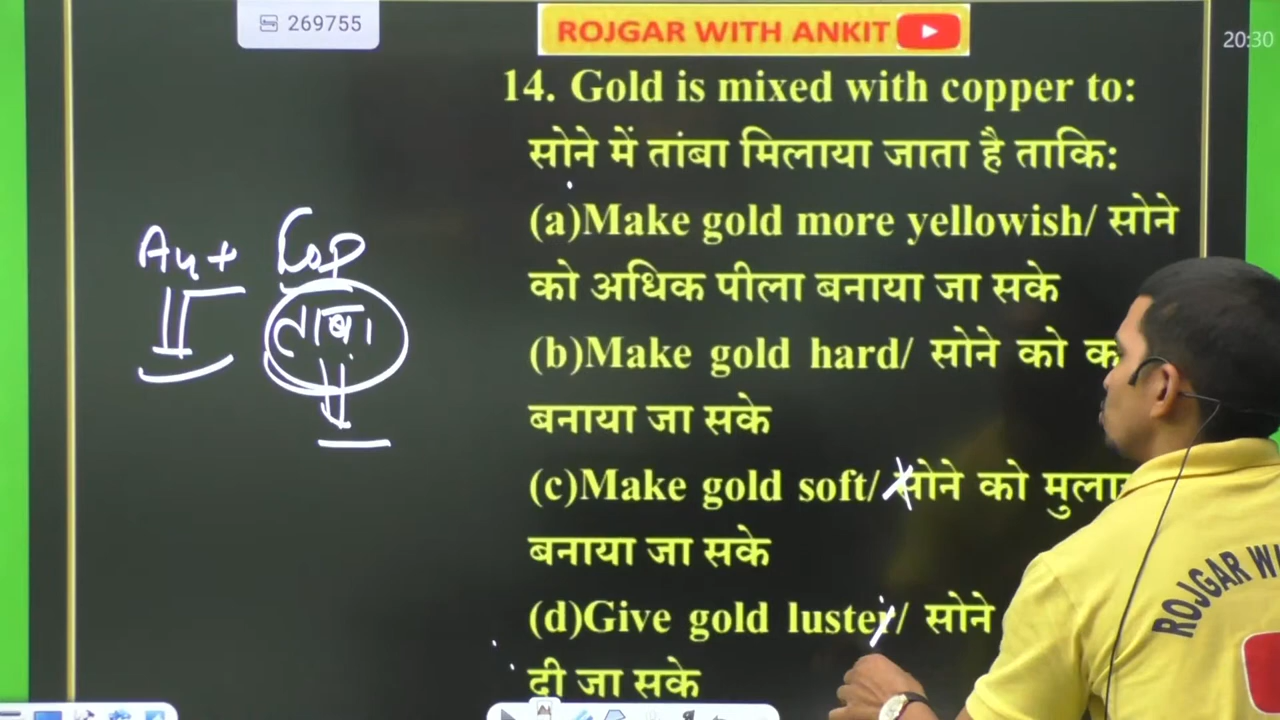 269755
ROJGAR WITH ANKIT
20:30
14. Gold is mixed with copper to:
सोने में तांबा मिलाया जाता है ताकि:
(a)Make gold more yellowish/ सोने
को अधिक पीला बनाया जा सके
(b)Make gold hard/ सोने को
बनाया जा सके
(c)Make gold soft/ सोने को
बनाया जा सके
(d)Give gold luster/ सोने
दी जा सके
Au + Cop
ताबा
ROJGAR